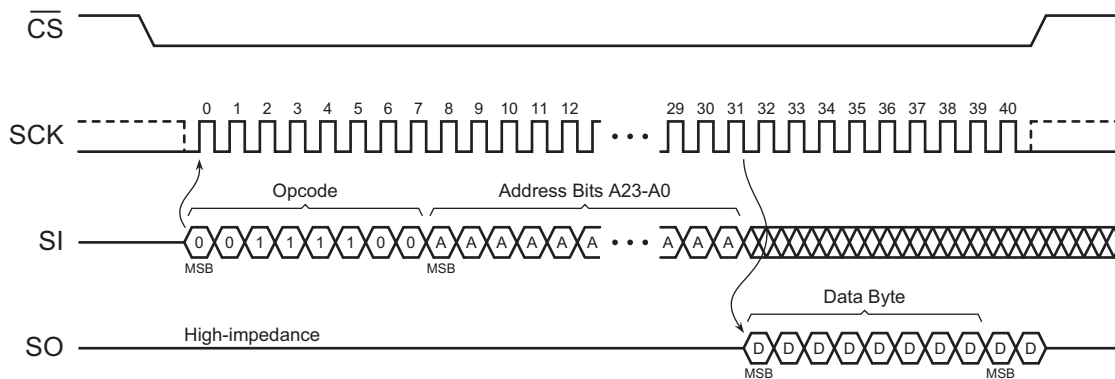 CS
0 1 2 3 4 5 6 7 8 9 10 11 12 29 30 31 32 33 34 35 36 37 38 39 40
SCK
Opcode Address Bits A23-A0
SI 0 0 1 1 1 1 0 0 A A A A A A A A A
MSB MSB
Data Byte
High-impedance
SO D D D D D D D D D D
MSB MSB